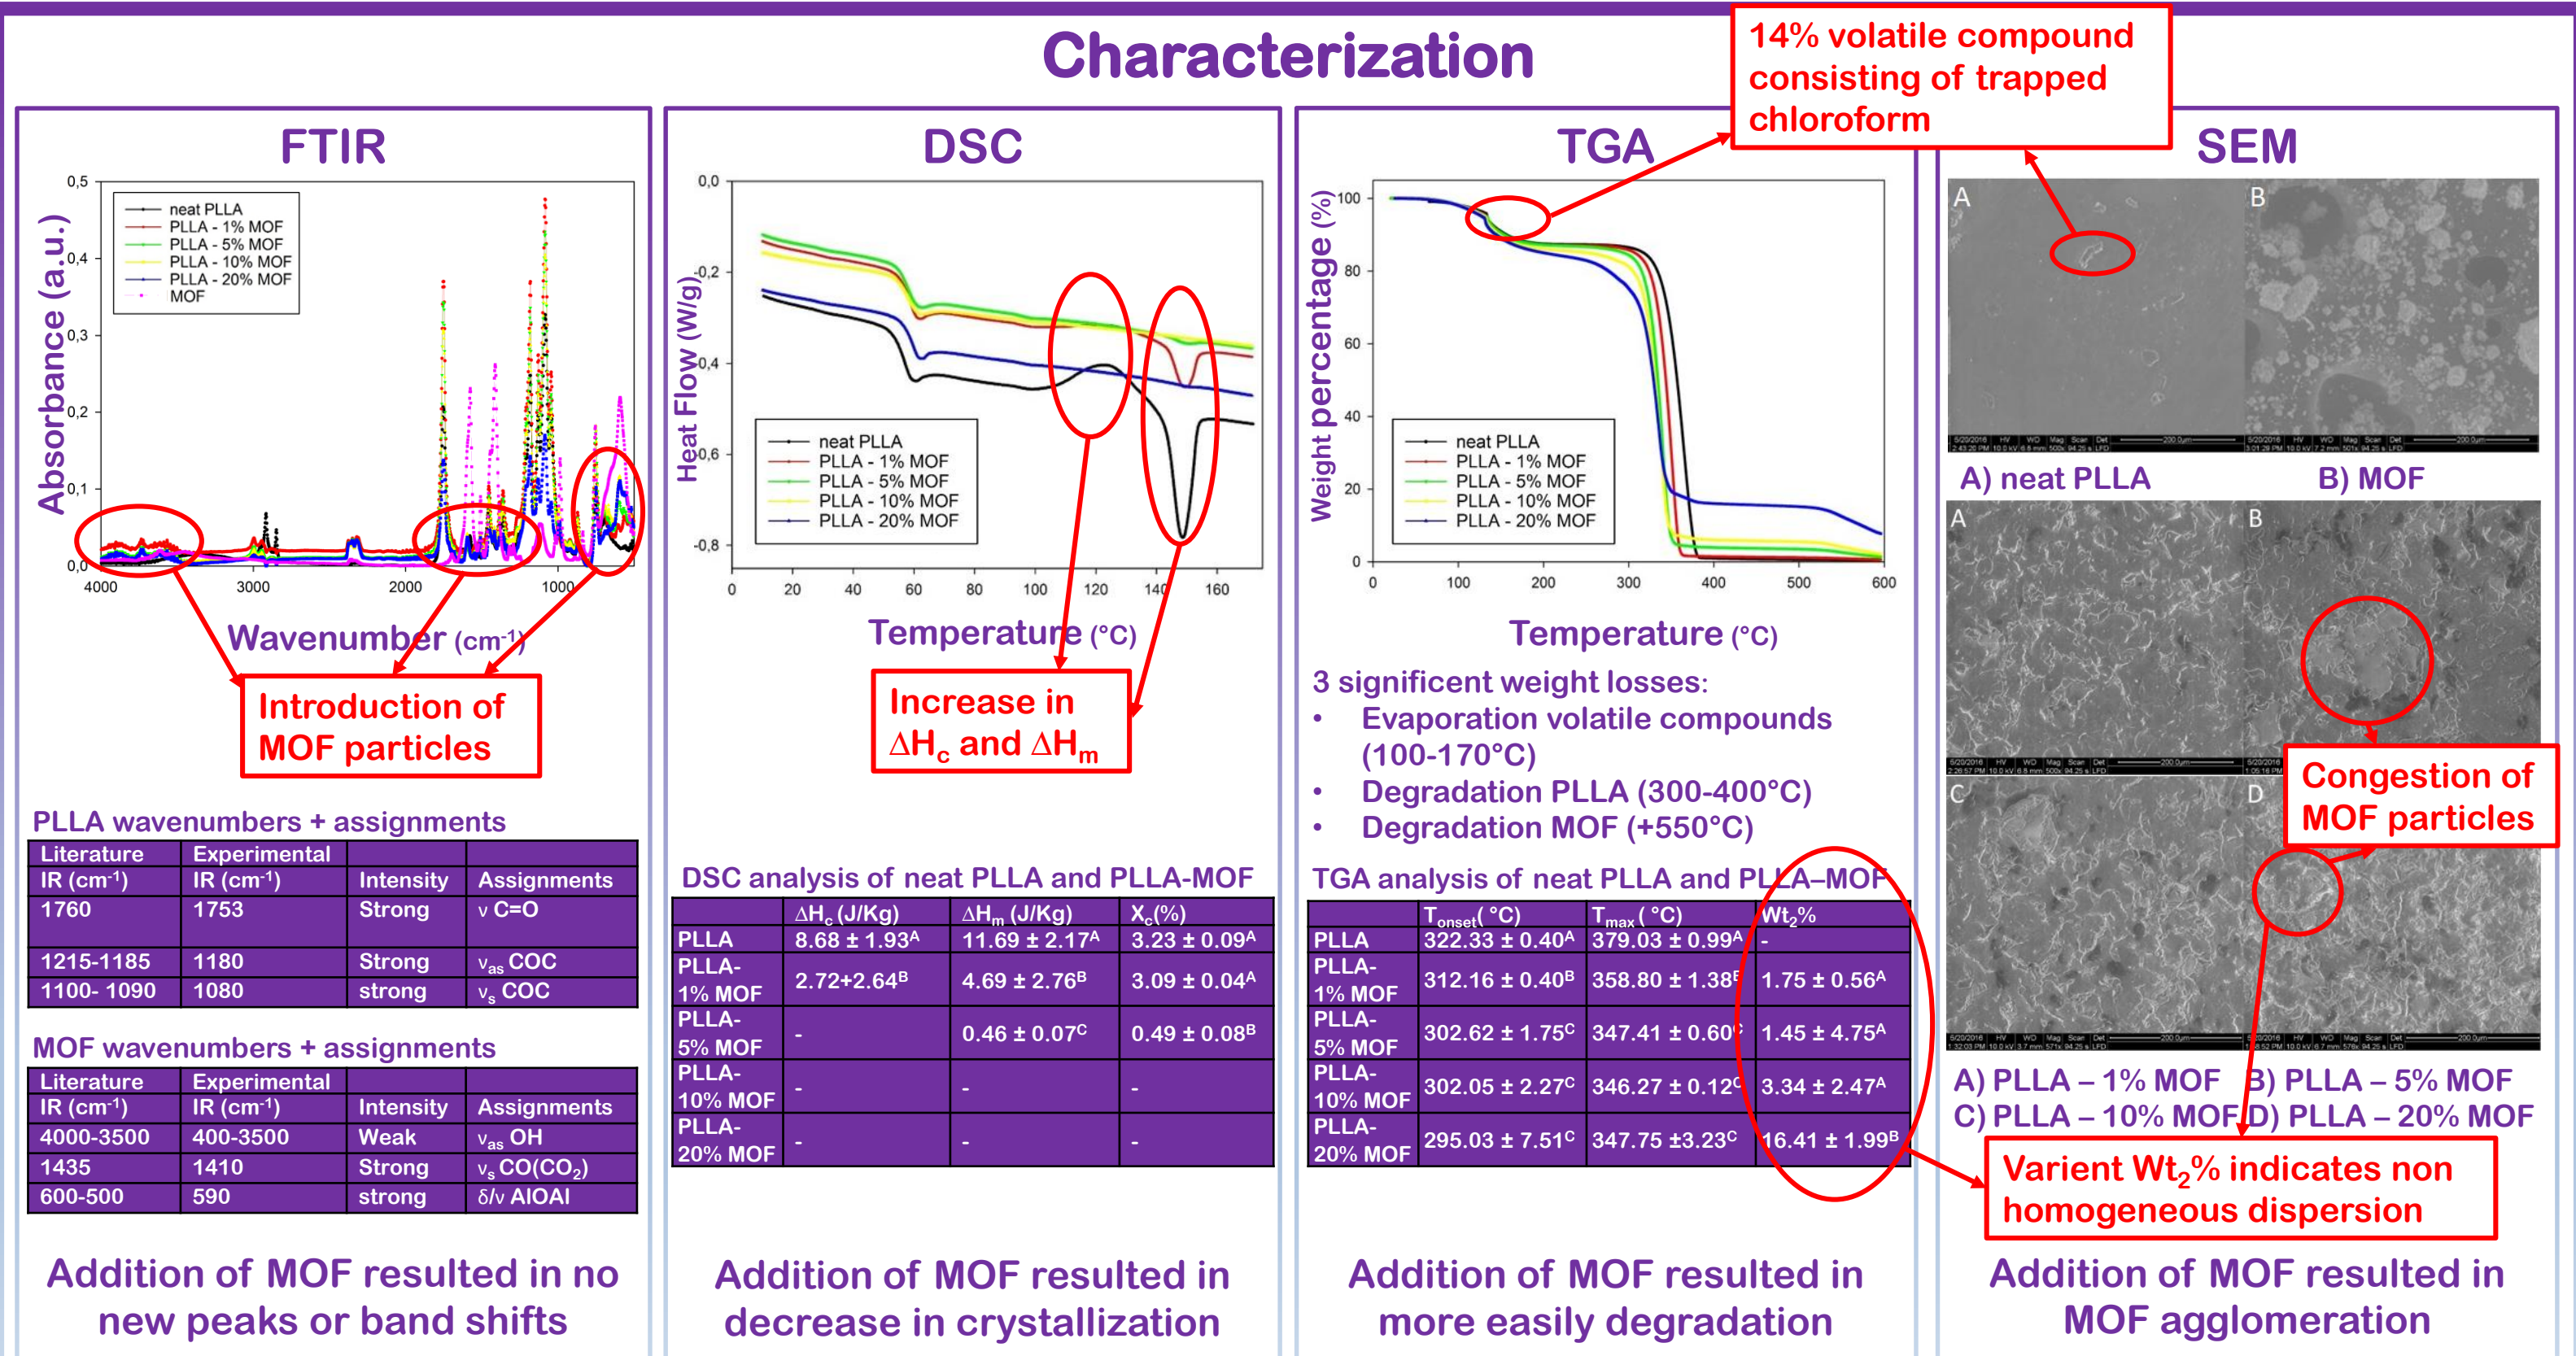 Characterization
14% volatile compound
consisting of trapped
chloroform
FTIR
0,5
0,4
0,3
0,2
0,1
0,0
Absorbance (a.u.)
neat PLLA
PLLA - 1% MOF
PLLA - 5% MOF
PLLA - 10% MOF
PLLA - 20% MOF
MOF
4000
3000
2000
1000
Wavenumber (cm-1)
Introduction of
MOF particles
PLLA wavenumbers + assignments
Literature Experimental
IR (cm-1) IR (cm-1) Intensity Assignments
1760 1753 Strong ν C=O
1215-1185 1180 Strong νas COC
1100- 1090 1080 strong νs COC
MOF wavenumbers + assignments
Literature Experimental
IR (cm-1) IR (cm-1) Intensity Assignments
4000-3500 400-3500 Weak νas OH
1435 1410 Strong νs CO(CO2)
600-500 590 strong δ/ν AlOAl
Addition of MOF resulted in no
new peaks or band shifts
DSC
0,0
-0,2
-0,4
-0,6
-0,8
Heat Flow (W/g)
neat PLLA
PLLA - 1% MOF
PLLA - 5% MOF
PLLA - 10% MOF
PLLA - 20% MOF
0 20 40 60 80 100 120 140 160
Temperature (°C)
Increase in
ΔHc and ΔHm
DSC analysis of neat PLLA and PLLA-MOF
ΔHc (J/Kg) ΔHm (J/Kg) Xc(%)
PLLA 8.68 ± 1.93A 11.69 ± 2.17A 3.23 ± 0.09A
PLLA-
1% MOF 2.72+2.64B 4.69 ± 2.76B 3.09 ± 0.04A
PLLA-
5% MOF - 0.46 ± 0.07C 0.49 ± 0.08B
PLLA-
10% MOF - - -
PLLA-
20% MOF - - -
Addition of MOF resulted in
decrease in crystallization
TGA
100
80
60
40
20
0
Weight percentage (%)
neat PLLA
PLLA - 1% MOF
PLLA - 5% MOF
PLLA - 10% MOF
PLLA - 20% MOF
0 100 200 300 400 500 600
Temperature (°C)
3 significent weight losses:
• Evaporation volatile compounds
(100-170°C)
• Degradation PLLA (300-400°C)
• Degradation MOF (+550°C)
TGA analysis of neat PLLA and PLLA–MOF
Tonset( °C) Tmax ( °C) Wt2%
PLLA 322.33 ± 0.40A 379.03 ± 0.99A -
PLLA-
1% MOF 312.16 ± 0.40B 358.80 ± 1.38B 1.75 ± 0.56A
PLLA-
5% MOF 302.62 ± 1.75C 347.41 ± 0.60C 1.45 ± 4.75A
PLLA-
10% MOF 302.05 ± 2.27C 346.27 ± 0.12C 3.34 ± 2.47A
PLLA-
20% MOF 295.03 ± 7.51C 347.75 ±3.23C 16.41 ± 1.99B
Addition of MOF resulted in
more easily degradation
SEM
A B
A) neat PLLA B) MOF
A B
Congestion of
MOF particles
C D
A) PLLA – 1% MOF B) PLLA – 5% MOF
C) PLLA – 10% MOF D) PLLA – 20% MOF
Varient Wt2% indicates non
homogeneous dispersion
Addition of MOF resulted in
MOF agglomeration